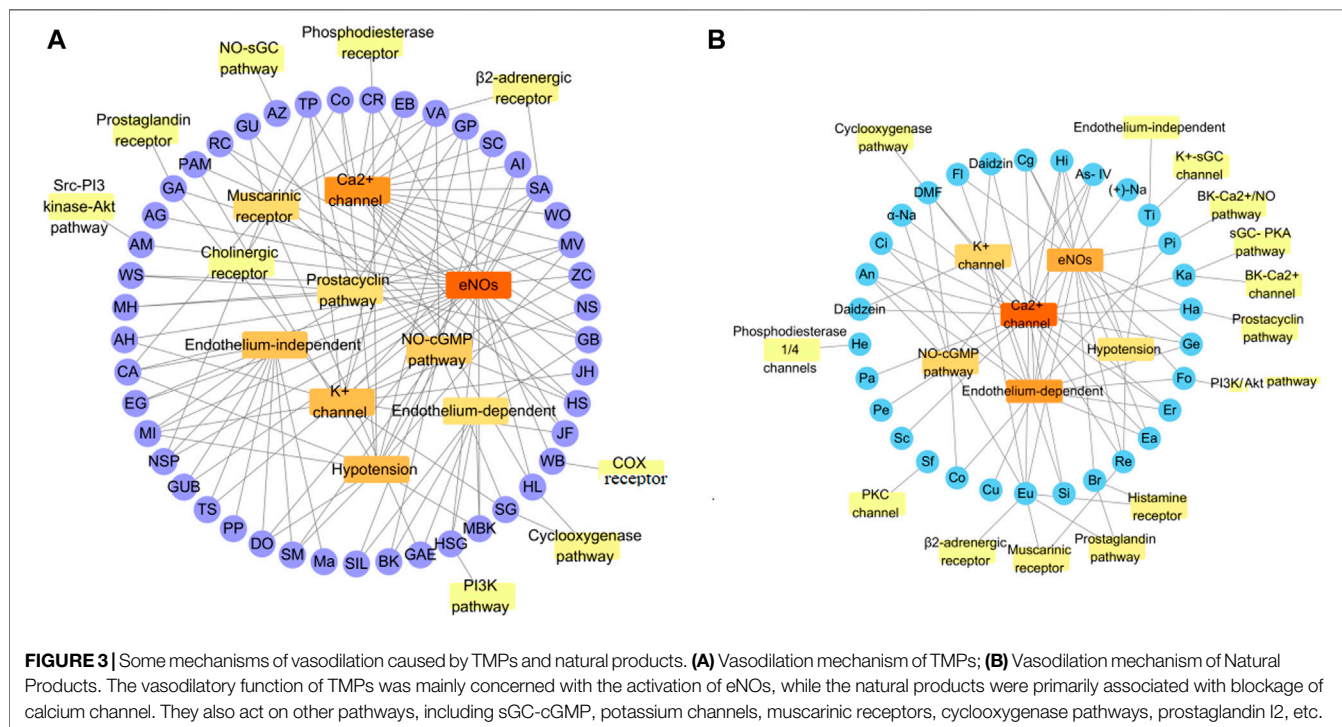 A
Phosphodiesterase
receptor
NO-sGC
pathway
β2-adrenergic
receptor
Prostaglandin
receptor
Src-PI3
kinase-Akt
pathway
AZ
TP
Co
CR
EB
VA
GP
SC
AI
SA
WO
MV
ZC
NS
GB
JH
HS
JF
WB
HL
SG
MBK
HSG
GAE
BK
SIL
Ma
SM
DO
PP
TS
GUB
NSP
MI
EG
CA
AH
MH
WS
AM
AG
GA
PAM
RC
GU
Ca2+
channel
Muscarinic
receptor
Cholinergic
receptor
Prostacyclin
pathway
eNOs
Endothelium-independent
NO-cGMP
pathway
K+
channel
Endothelium-dependent
Hypotension
COX
receptor
Cyclooxygenase
pathway
PI3K
pathway
B
Cyclooxygenase
pathway
Endothelium-independent
K+-sGC
channel
BK-Ca2+/NO
pathway
sGC- PKA
pathway
BK-Ca2+
channel
Prostacyclin
pathway
PI3K/Akt pathway
Phosphodiesterase
1/4
channels
DMF
Fl
Daidzin
Cg
Hi
As- IV
(+)-Na
Ti
Pi
Ka
Ha
Ge
Fo
Er
Ea
Re
Br
Si
Eu
Cu
Co
Sf
Sc
Pe
Pa
He
Daidzein
An
Ci
α-Na
K+
channel
eNOs
Ca2+
channel
NO-cGMP
pathway
Hypotension
Endothelium-dependent
PKC
channel
β2-adrenergic
receptor
Muscarinic
receptor
Prostaglandin
pathway
Histamine
receptor
FIGURE 3 | Some mechanisms of vasodilation caused by TMPs and natural products. (A) Vasodilation mechanism of TMPs; (B) Vasodilation mechanism of Natural
Products. The vasodilatory function of TMPs was mainly concerned with the activation of eNOs, while the natural products were primarily associated with blockage of
calcium channel. They also act on other pathways, including sGC-cGMP, potassium channels, muscarinic receptors, cyclooxygenase pathways, prostaglandin I2, etc.